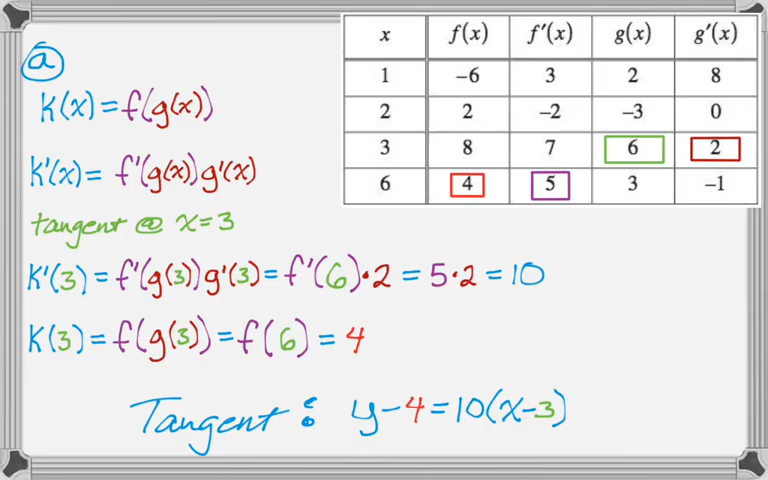 a
k(x) = f(g(x))
k'(x) = f'(g(x))g'(x)
tangent @ x=3
k'(3) = f'(g(3))g'(3) = f'(6)•2 = 5•2 = 10
k(3) = f(g(3)) = f(6) = 4
Tangent: y-4=10(x-3)
x f(x) f'(x) g(x) g'(x)
1 −6 3 2 8
2 2 −2 −3 0
3 8 7 6 2
6 4 5 3 −1